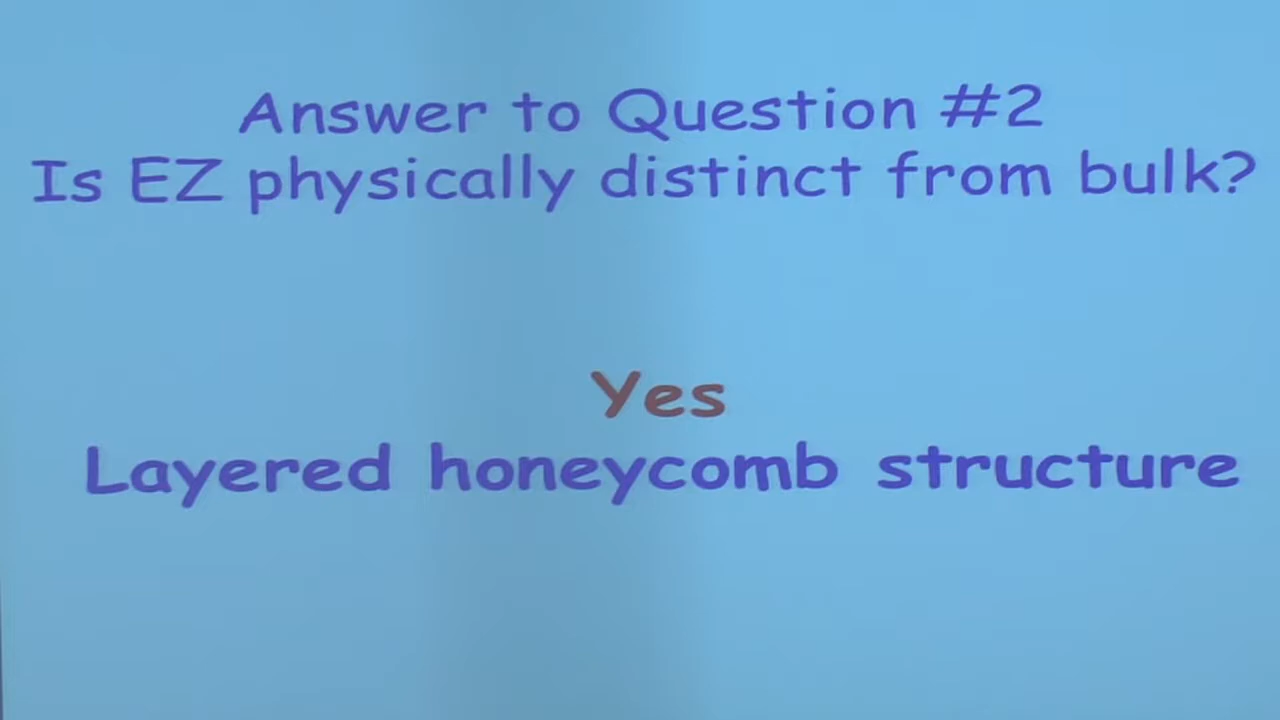 Answer to Question #2
Is EZ physically distinct from bulk?
Yes
Layered honeycomb structure